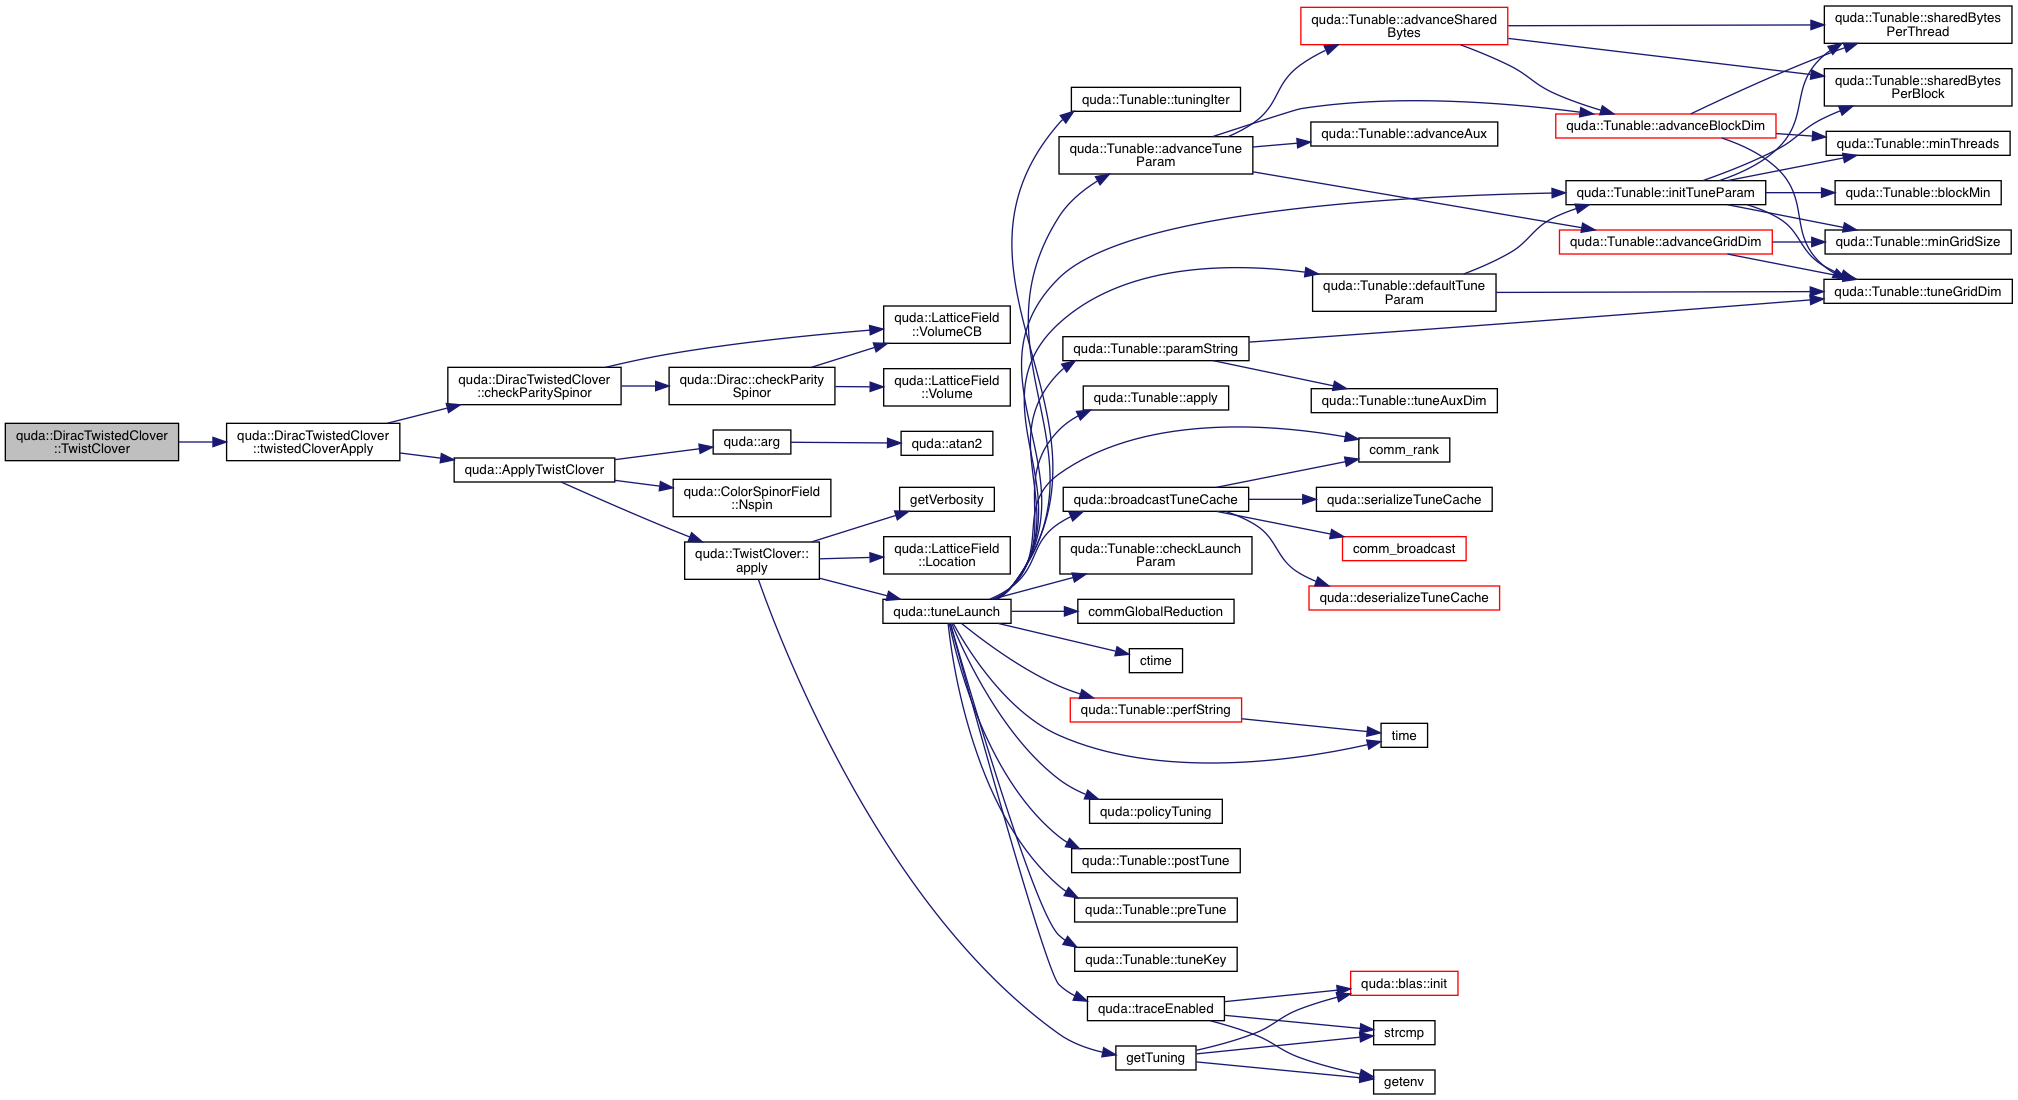 quda::DiracTwistedClover
::TwistClover
quda::DiracTwistedClover
::twistedCloverApply
quda::DiracTwistedClover
::checkParitySpinor
quda::ApplyTwistClover
quda::Dirac::checkParity
Spinor
quda::arg
quda::ColorSpinorField
::Nspin
quda::TwistClover::
apply
quda::LatticeField
::VolumeCB
quda::LatticeField
::Volume
quda::atan2
getVerbosity
quda::LatticeField
::Location
quda::tuneLaunch
quda::Tunable::tuningIter
quda::Tunable::advanceTune
Param
quda::Tunable::paramString
quda::Tunable::apply
quda::broadcastTuneCache
quda::Tunable::checkLaunch
Param
commGlobalReduction
ctime
quda::Tunable::perfString
quda::policyTuning
quda::Tunable::postTune
quda::Tunable::preTune
quda::Tunable::tuneKey
quda::traceEnabled
getTuning
quda::Tunable::advanceShared
Bytes
quda::Tunable::advanceAux
quda::Tunable::defaultTune
Param
quda::Tunable::tuneAuxDim
comm_rank
quda::serializeTuneCache
comm_broadcast
quda::deserializeTuneCache
time
quda::blas::init
strcmp
getenv
quda::Tunable::advanceBlockDim
quda::Tunable::initTuneParam
quda::Tunable::advanceGridDim
quda::Tunable::sharedBytes
PerThread
quda::Tunable::sharedBytes
PerBlock
quda::Tunable::minThreads
quda::Tunable::blockMin
quda::Tunable::minGridSize
quda::Tunable::tuneGridDim